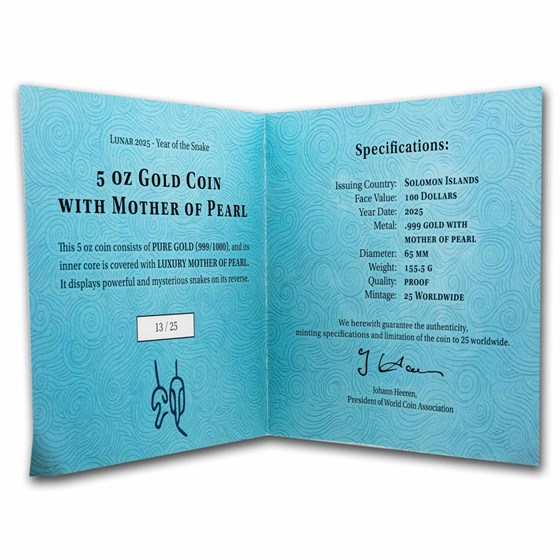 Lunar 2025 - Year of the Snake
5 oz Gold Coin
with Mother of Pearl
This 5 oz coin consists of PURE GOLD (999/1000), and its
inner core is covered with LUXURY MOTHER OF PEARL.
It displays powerful and mysterious snakes on its reverse.
13 / 25
Specifications:
Issuing Country: Solomon Islands
Face Value: 100 Dollars
Year Date: 2025
Metal: .999 Gold with
Mother of Pearl
Diameter: 65 mm
Weight: 155.5 g
Quality: Proof
Mintage: 25 Worldwide
We herewith guarantee the authenticity,
minting specifications and limitation of the coin to 25 worldwide.
Johann Heeren,
President of World Coin Association